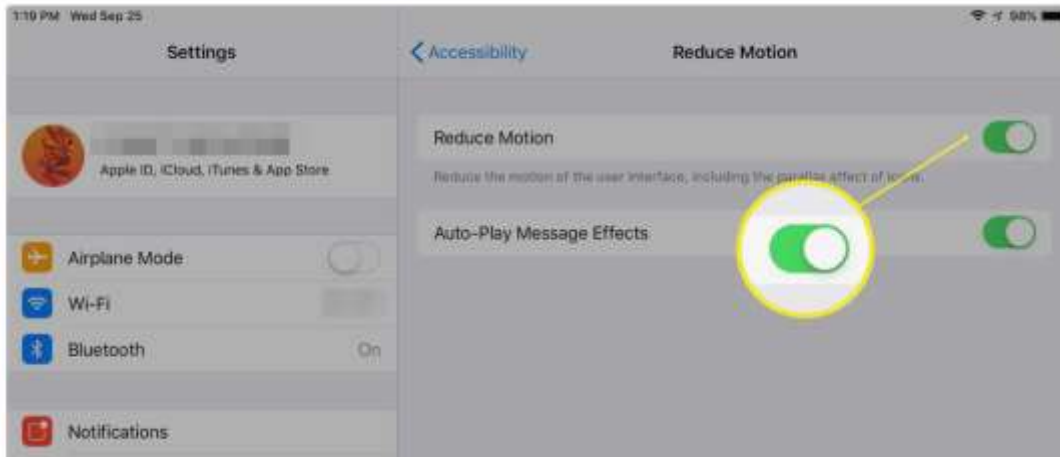 1:19 PM Wed Sep 25
98%
Settings
Accessibility
Reduce Motion
Apple ID, iCloud, iTunes & App Store
Reduce Motion
Reduce the motion of the user interface, including the parallax effect of icons.
Auto-Play Message Effects
Airplane Mode
Wi-Fi
Bluetooth On
Notifications